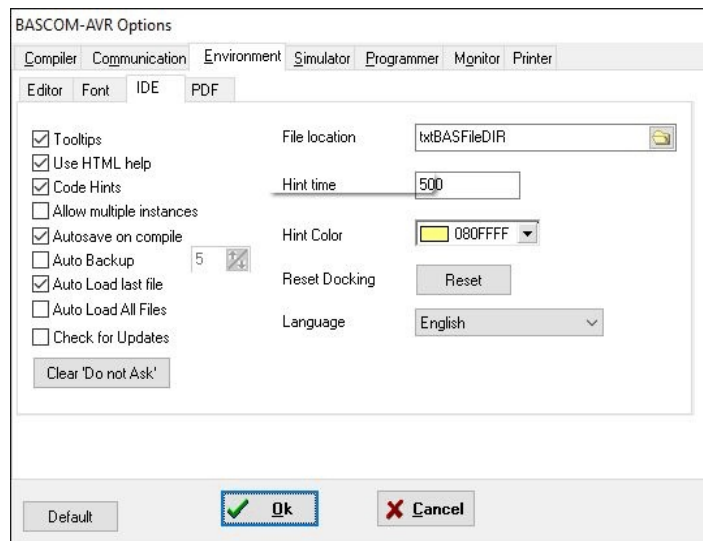 BASCOM-AVR Options
Compiler Communication Environment Simulator Programmer Monitor Printer
Editor Font IDE PDF
Tooltips
Use HTML help
Code Hints
Allow multiple instances
Autosave on compile
Auto Backup 5
Auto Load last file
Auto Load All Files
Check for Updates
Clear 'Do not Ask'
File location txtBASFileDIR
Hint time 500
Hint Color 080FFFF
Reset Docking Reset
Language English
Default Ok Cancel